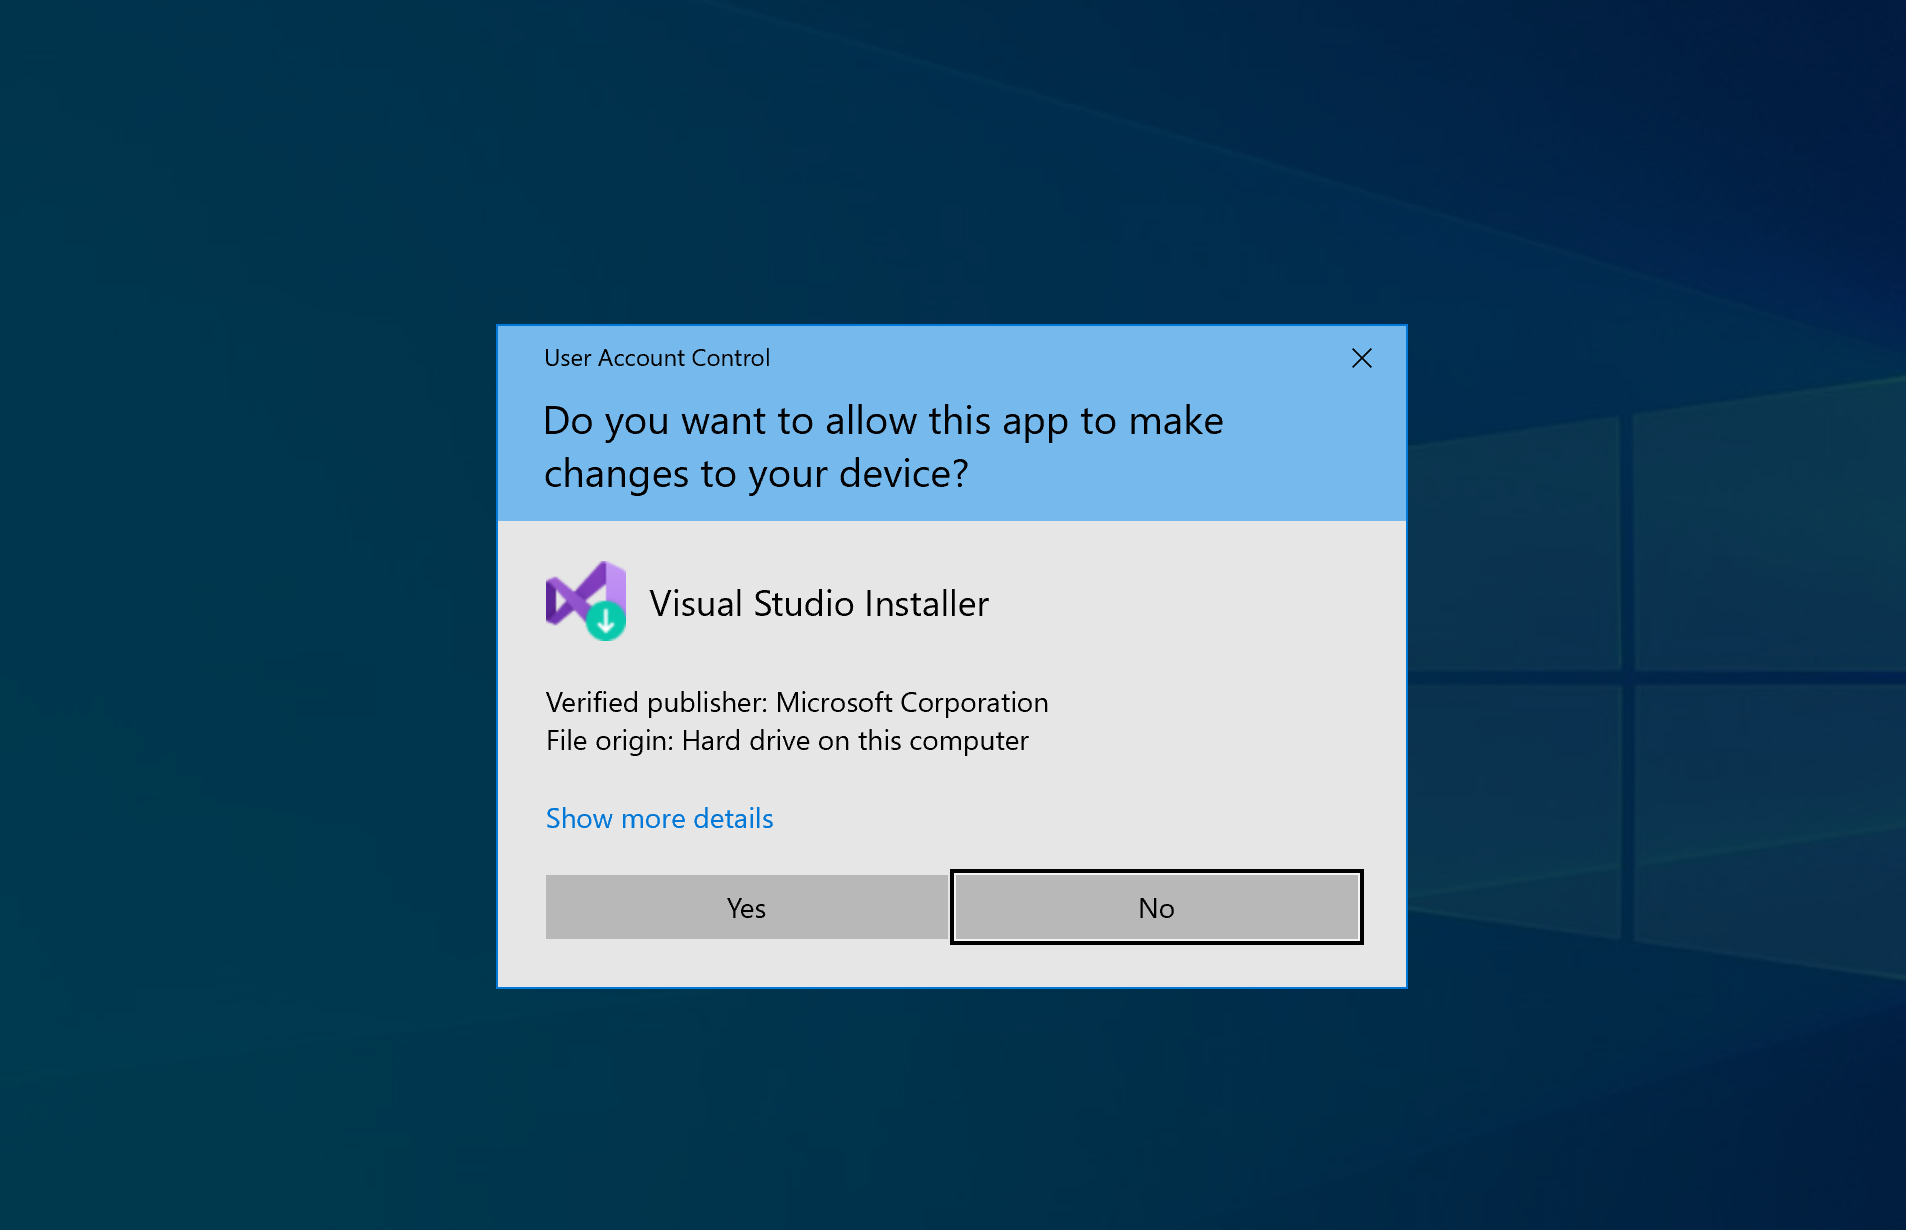 User Account Control
Do you want to allow this app to make
changes to your device?
Visual Studio Installer
Verified publisher: Microsoft Corporation
File origin: Hard drive on this computer
Show more details
Yes
No